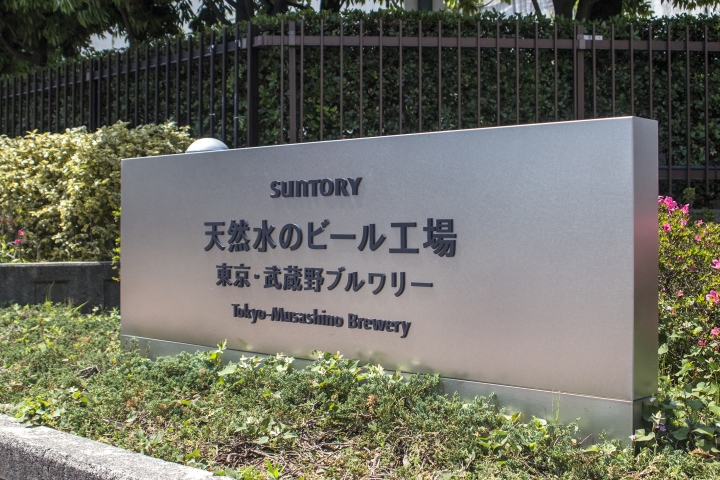 SUNTORY
天然水のビール工場
東京・武蔵野ブルワリー
Tokyo-Musashino Brewery